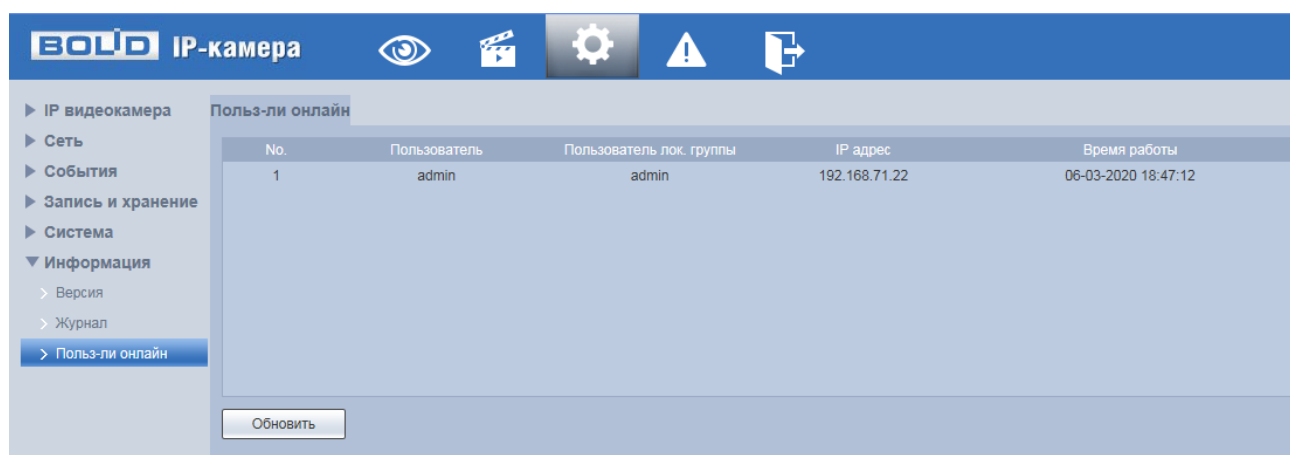 BOLID IP-камера
IP видеокамера
Сеть
События
Запись и хранение
Система
Информация
Версия
Журнал
Польз-ли онлайн
Польз-ли онлайн
No. Пользователь Пользователь лок. группы IP адрес Время работы
1 admin admin 192.168.71.22 06-03-2020 18:47:12
Обновить